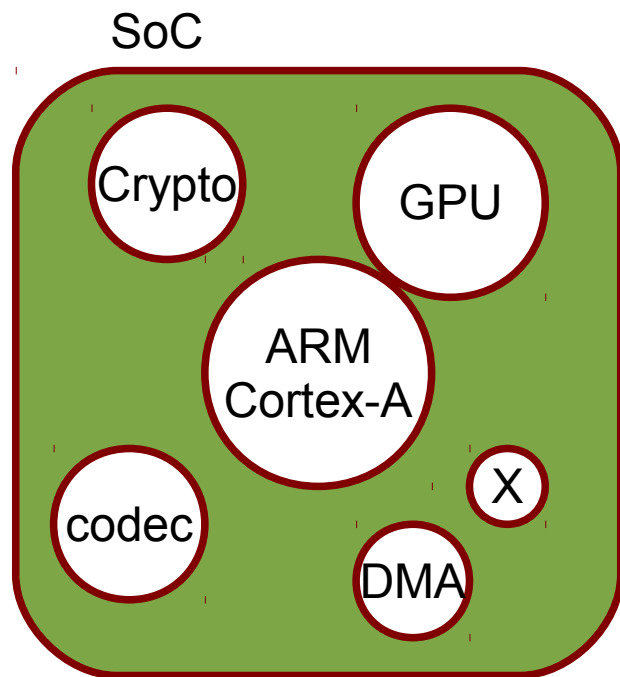 SoC
Crypto
GPU
ARM
Cortex-A
X
codec
DMA